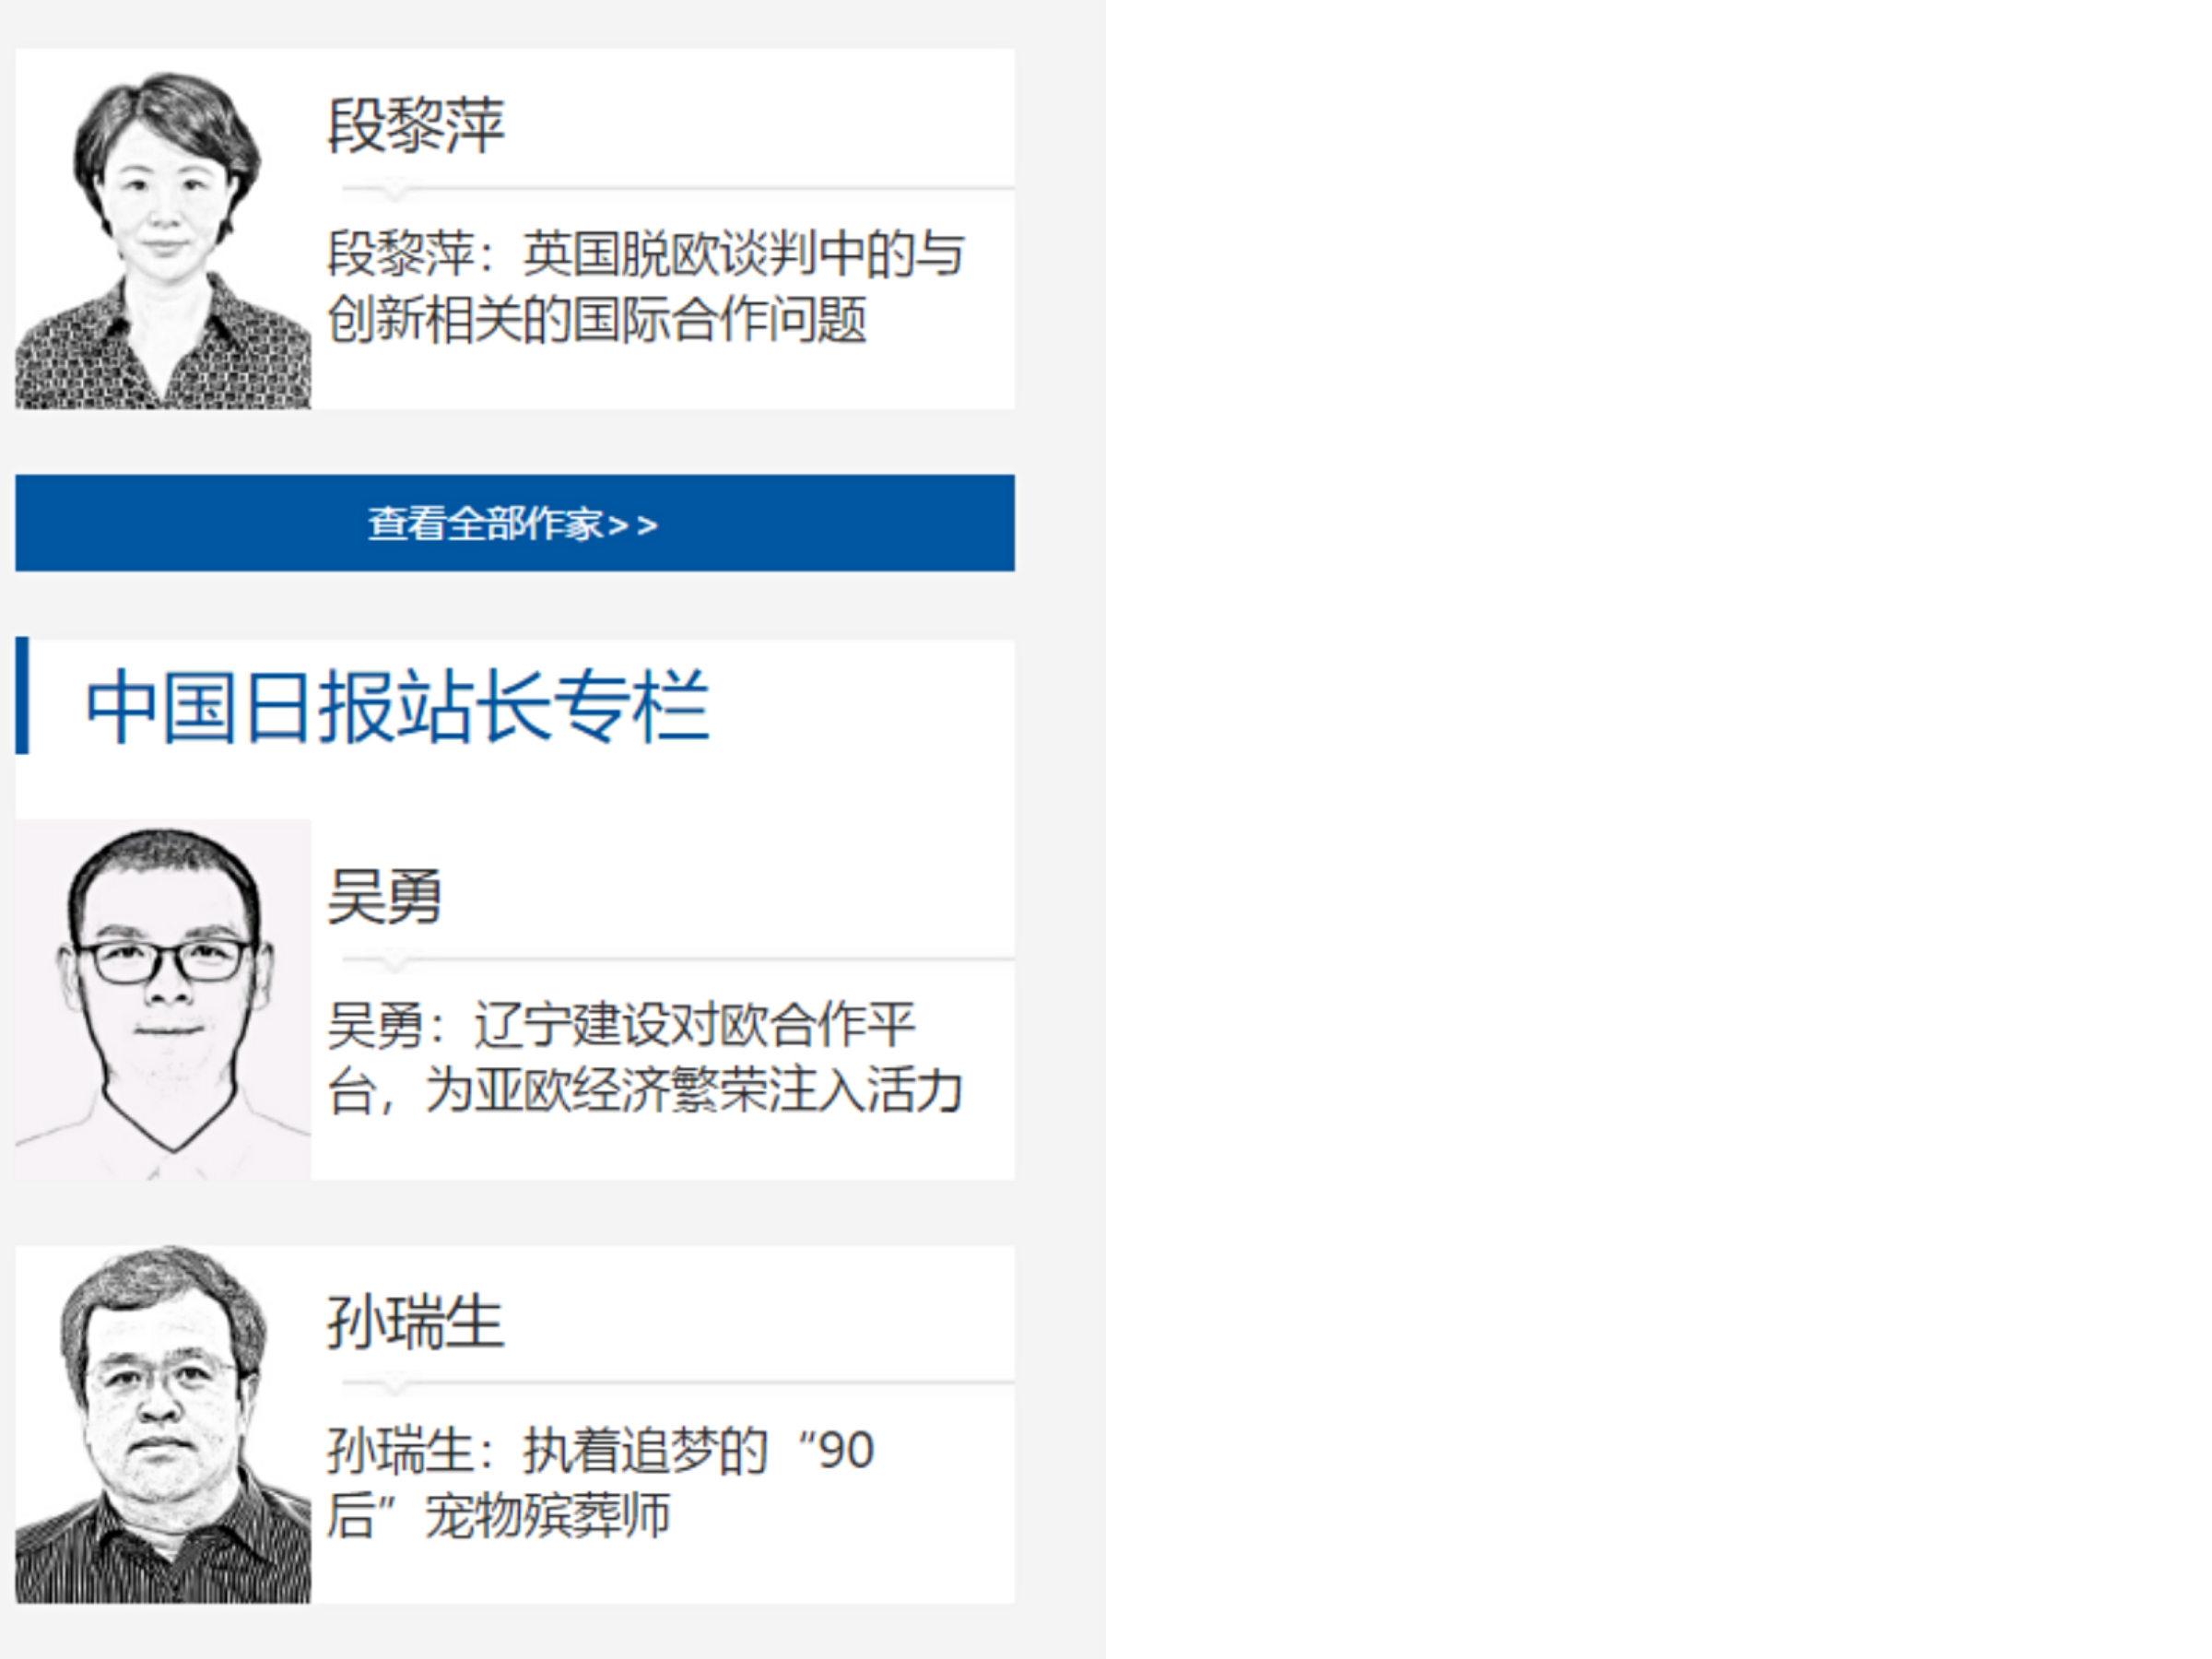 段黎萍
段黎萍：英国脱欧谈判中的与
创新相关的国际合作问题
查看全部作家>>
中国日报站长专栏
吴勇
吴勇：辽宁建设对欧合作平
台，为亚欧经济繁荣注入活力
孙瑞生
孙瑞生：执着追梦的“90
后”宠物殡葬师